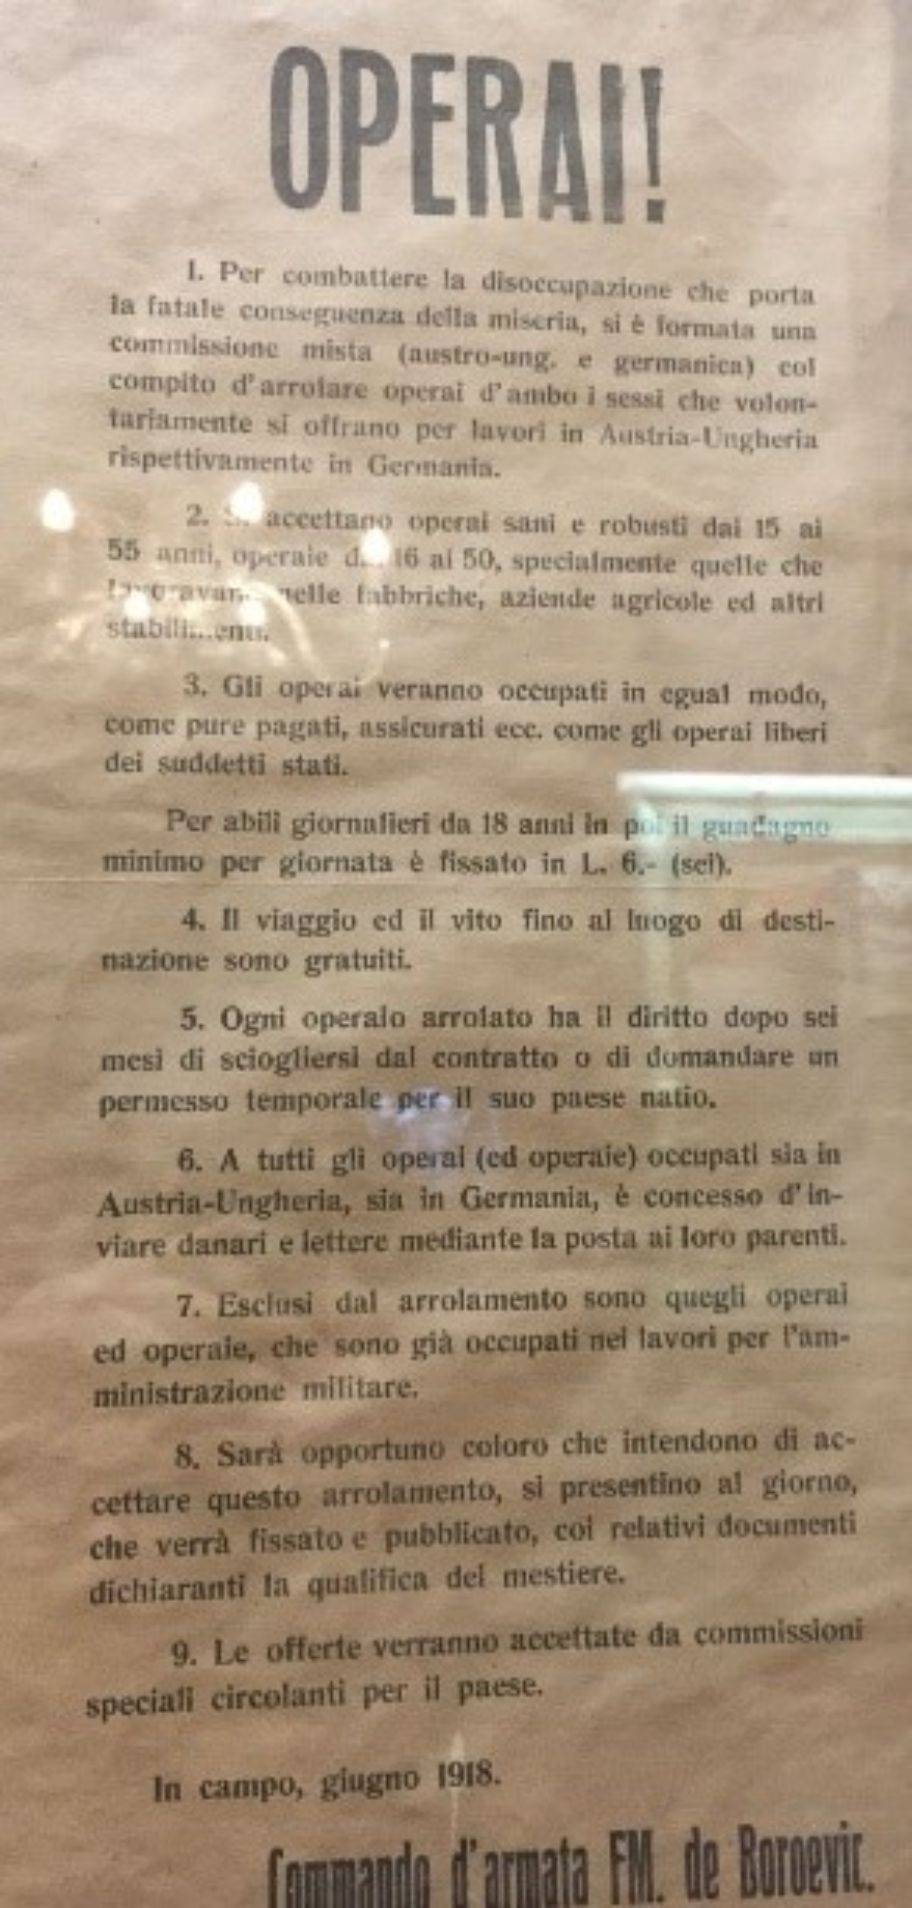 OPERAI!
1. Per combattere la disoccupazione che porta
la fatale conseguenza della miseria, si è formata una
commissione mista (austro-ung. e germanica) col
compito d'arrolare operai d'ambo i sessi che volon-
tariamente si offrano per lavori in Austria-Ungheria
rispettivamente in Germania.
2. accettano operai sani e robusti dai 15 ai
55 anni, operaie 16 ai 50, specialmente quelle che
nelle fabbriche, aziende agricole ed altri
3. Gli operai veranno occupati in egual modo,
come pure pagati, assicurati ecc. come gli operai liberi
dei suddetti stati.
Per abili giornalieri da 18 anni in poi il guadagno
minimo per giornata è fissato in L. 6.- (sei).
4. Il viaggio ed il vito fino al luogo di desti-
nazione sono gratuiti.
5. Ogni operaio arrolato ha il diritto dopo sei
mesi di sciogliersi dal contratto o di domandare un
permesso temporale per il suo paese natio.
6. A tutti gli operai (ed operaie) occupati sia in
Austria-Ungheria, sia in Germania, è concesso d'in-
viare danari e lettere mediante la posta ai loro parenti.
7. Esclusi dal arrolamento sono quegli operai
ed operaie, che sono già occupati nei lavori per l'am-
ministrazione militare.
8. Sarà opportuno coloro che intendono di ac-
cettare questo arrolamento, si presentino al giorno,
che verrà fissato e pubblicato, coi relativi documenti
dichiaranti la qualifica del mestiere.
9. Le offerte verranno accettate da commissioni
speciali circolanti per il paese.
In campo, giugno 1918.
Commando d'armata FM. de Boroevic.